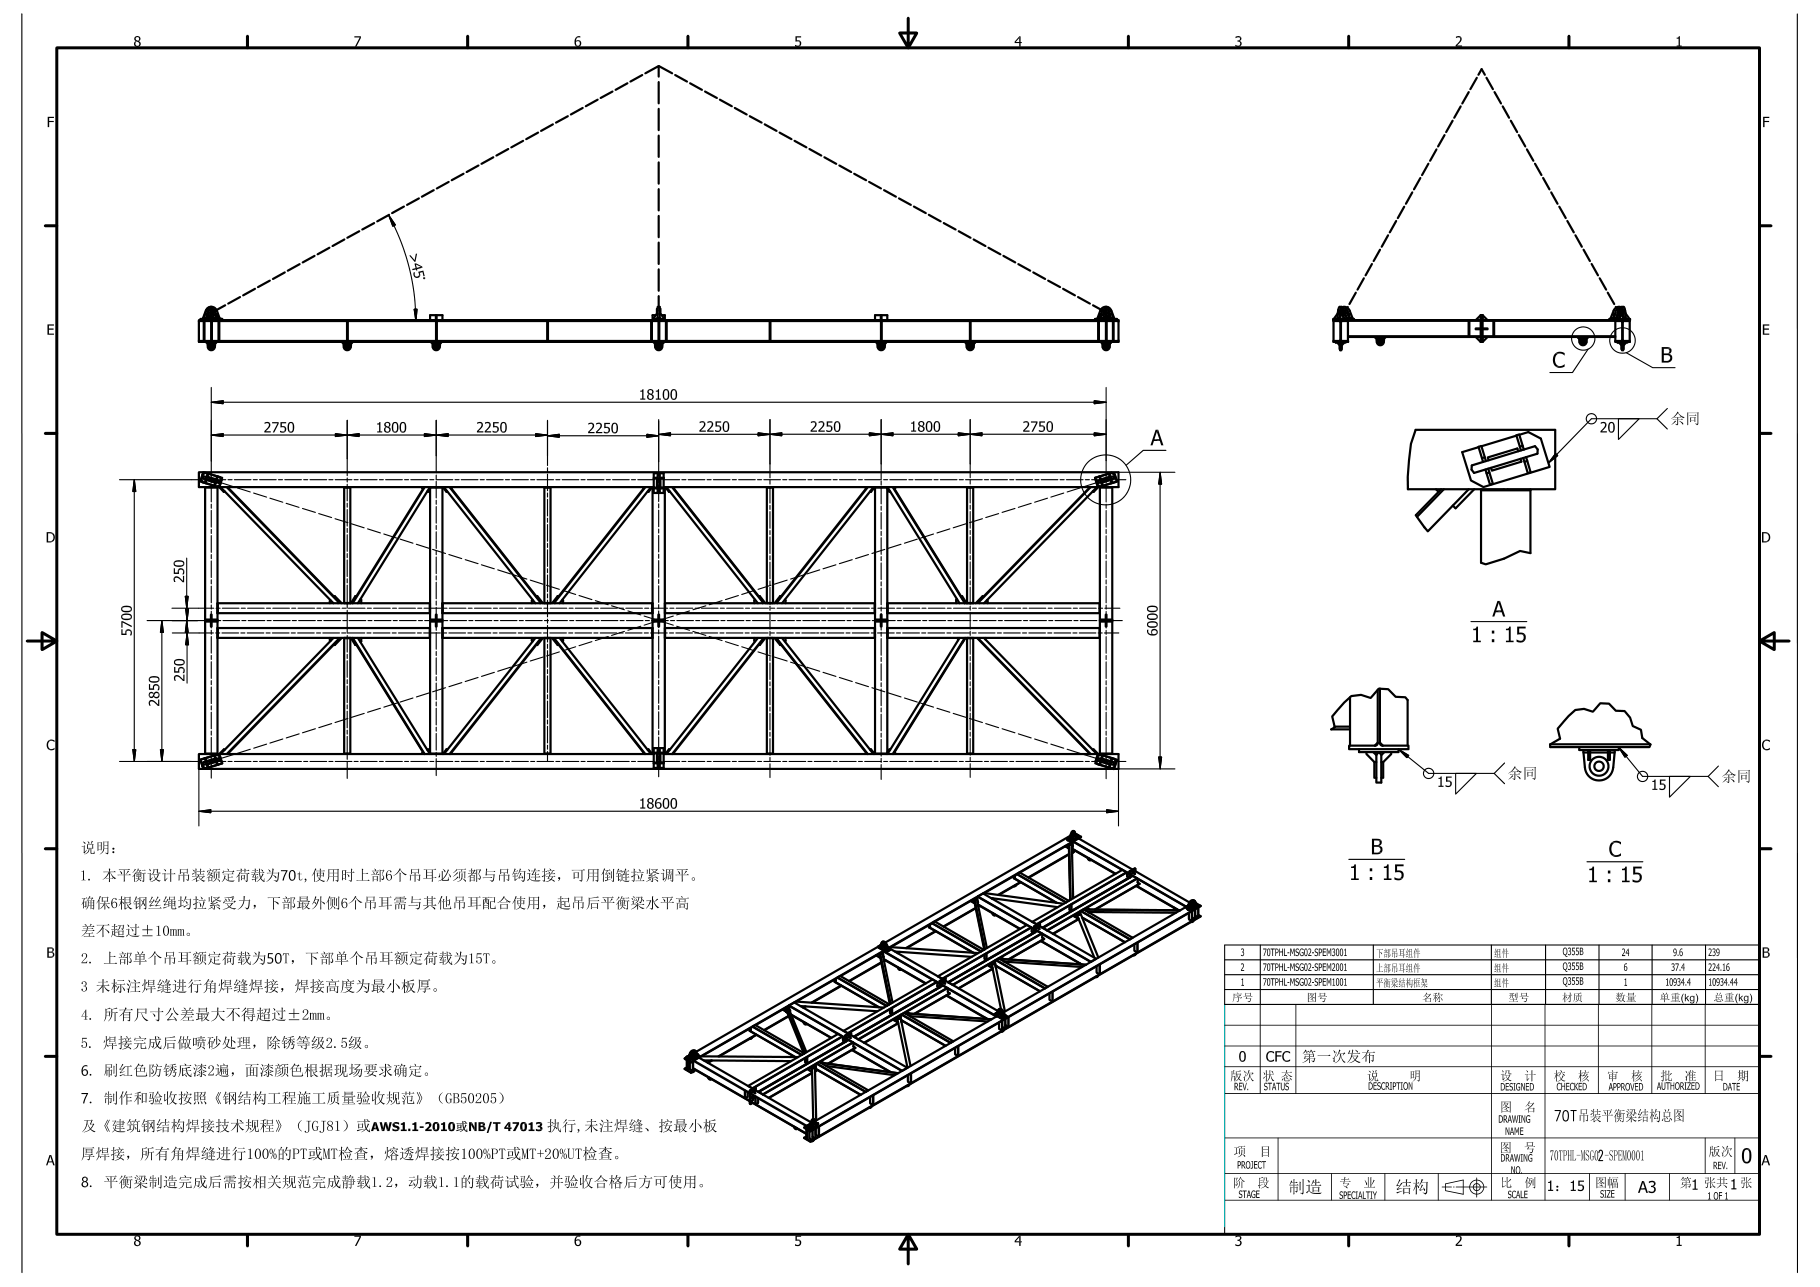 8 7 6 5 4 3 2 1
F
F
>45°
E
E
C
B
18100
2750 1800 2250 2250 2250 2250 1800 2750
A
20
余同
D
D
250
5700
250
2850
6000
A
1 : 15
C
C
15
余同
15
余同
18600
B
1 : 15
C
1 : 15
说明:
1. 本平衡设计吊装额定荷载为70t,使用时上部6个吊耳必须都与吊钩连接，可用倒链拉紧调平。
确保6根钢丝绳均拉紧受力，下部最外侧6个吊耳需与其他吊耳配合使用，起吊后平衡梁水平高
差不超过±10mm。
2. 上部单个吊耳额定荷载为50T，下部单个吊耳额定荷载为15T。
3 未标注焊缝进行角焊缝焊接，焊接高度为最小板厚。
4. 所有尺寸公差最大不得超过±2mm。
5. 焊接完成后做喷砂处理，除锈等级2.5级。
6. 刷红色防锈底漆2遍，面漆颜色根据现场要求确定。
7. 制作和验收按照《钢结构工程施工质量验收规范》（GB50205）
及《建筑钢结构焊接技术规程》（JGJ81）或AWS1.1-2010或NB/T 47013 执行,未注焊缝、按最小板
厚焊接，所有角焊缝进行100%的PT或MT检查，熔透焊接按100%PT或MT+20%UT检查。
8. 平衡梁制造完成后需按相关规范完成静载1.2，动载1.1的载荷试验，并验收合格后方可使用。
B
B
3 70TPHL-MSG02-SPEM3001 下部吊耳组件 组件 Q355B 24 9.6 239
2 70TPHL-MSG02-SPEM2001 上部吊耳组件 组件 Q355B 6 37.4 224.16
1 70TPHL-MSG02-SPEM1001 平衡梁结构框架 组件 Q355B 1 10934.4 10934.44
序号 图号 名称 型号 材质 数量 单重(kg) 总重(kg)
0 CFC 第一次发布
版次 状态 说 明 设 计 校 核 审 核 批 准 日 期
REV. STATUS DESCRIPTION DESIGNED CHECKED APPROVED AUTHORIZED DATE
图 名
DRAWING
NAME
70T吊装平衡梁结构总图
项 目
PROJECT
图 号
DRAWING
NO.
70TPHL-MSG02-SPEM0001
版次
REV.
0
A
A
阶 段
STAGE
制造
专 业
SPECIALTIY
结构
比 例
SCALE
1: 15
图幅
SIZE
A3
第1 张共1 张
1 OF 1
8 7 6 5 4 3 2 1